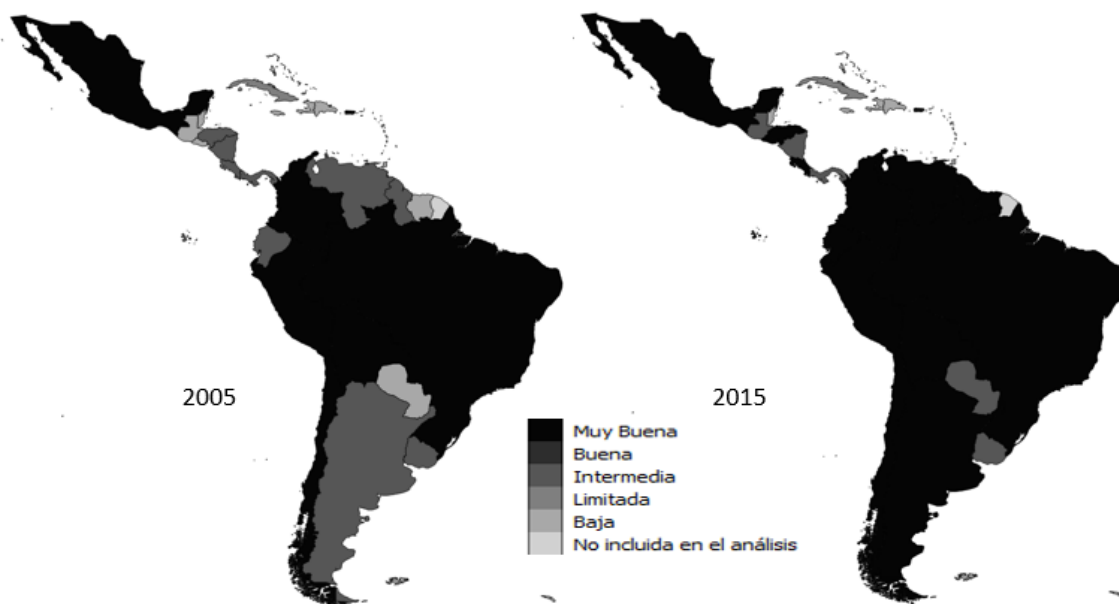 2005
2015
Muy Buena
Buena
Intermedia
Limitada
Baja
No incluida en el análisis